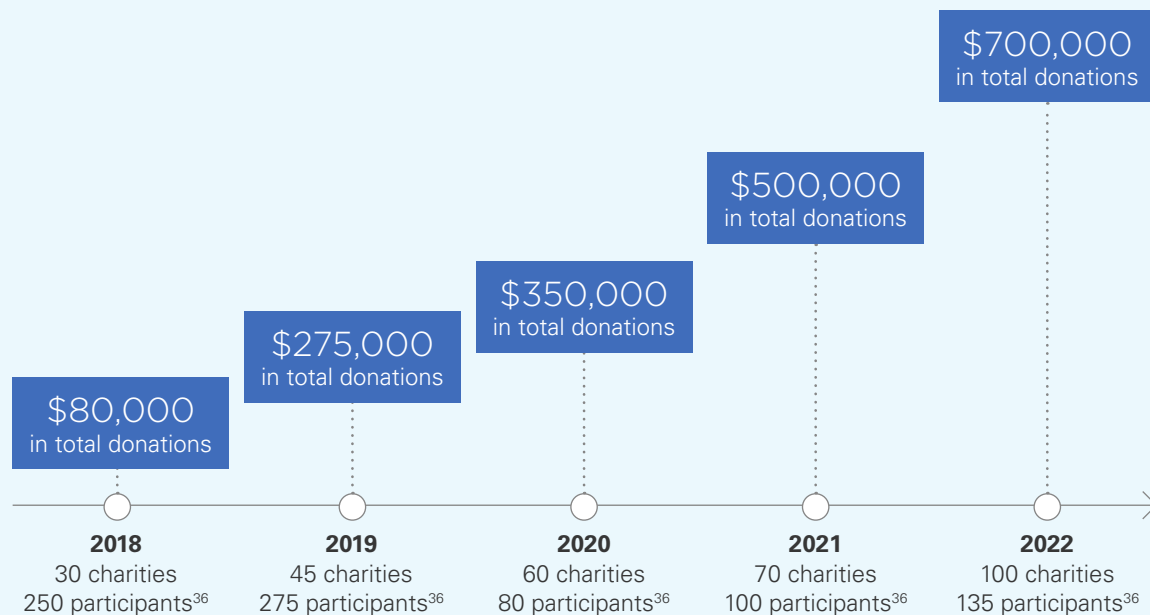 $80,000
in total donations
$275,000
in total donations
$350,000
in total donations
$500,000
in total donations
$700,000
in total donations
2018
30 charities
250 participants³⁶
2019
45 charities
275 participants³⁶
2020
60 charities
80 participants³⁶
2021
70 charities
100 participants³⁶
2022
100 charities
135 participants³⁶